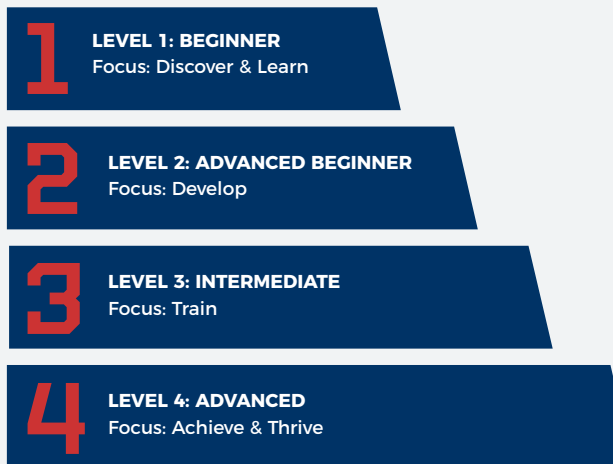 1
LEVEL 1: BEGINNER
Focus: Discover & Learn
2
LEVEL 2: ADVANCED BEGINNER
Focus: Develop
3
LEVEL 3: INTERMEDIATE
Focus: Train
4
LEVEL 4: ADVANCED
Focus: Achieve & Thrive